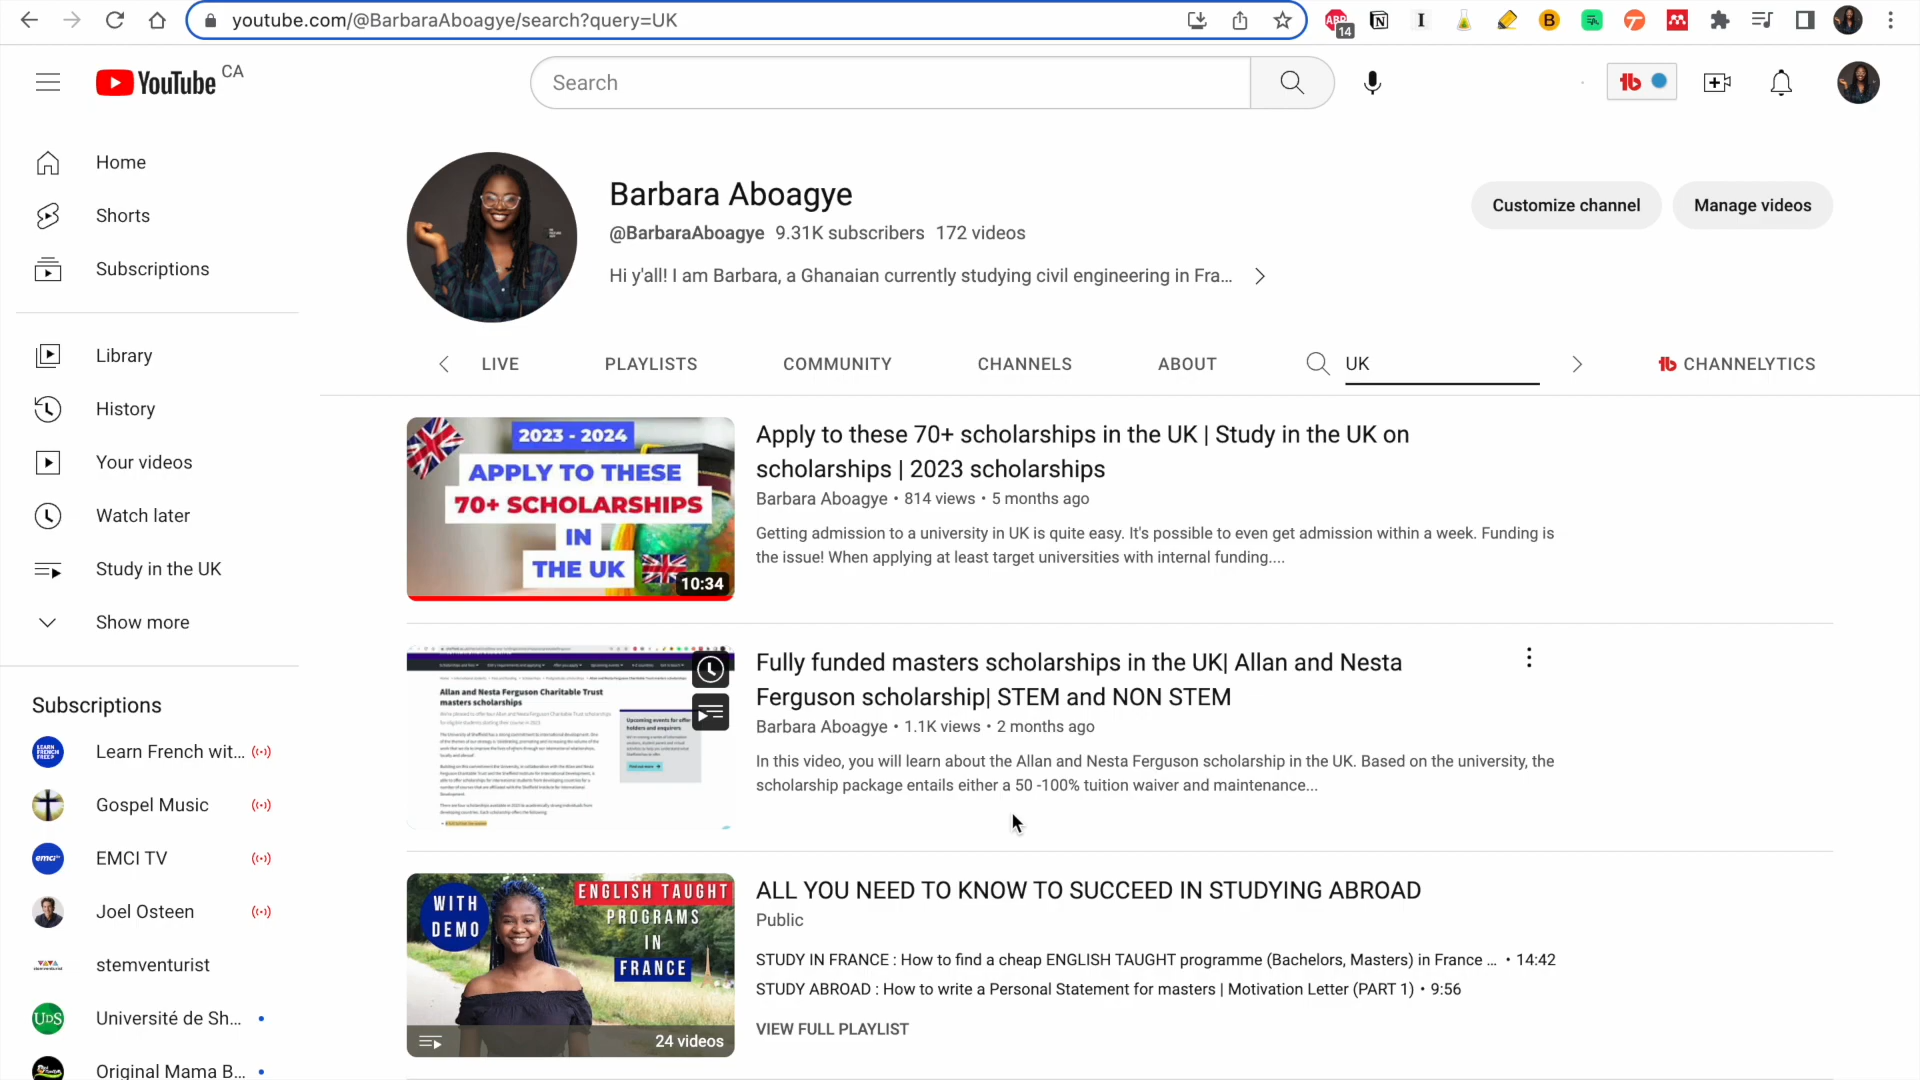 youtube.com/@BarbaraAboagye/search?query=UK
ABP
14
YouTube CA
Search
Home
Shorts
Subscriptions
Library
History
Your videos
Watch later
Study in the UK
Show more
Subscriptions
Learn French wit...
Gospel Music
EMCI TV
Joel Osteen
stemventurist
Université de Sh...
Original Mama B...
Barbara Aboagye
@BarbaraAboagye 9.31K subscribers 172 videos
Hi y'all! I am Barbara, a Ghanaian currently studying civil engineering in Fra...
Customize channel
Manage videos
LIVE
PLAYLISTS
COMMUNITY
CHANNELS
ABOUT
UK
CHANNELYTICS
2023 - 2024
APPLY TO THESE
70+ SCHOLARSHIPS
IN
THE UK
10:34
Apply to these 70+ scholarships in the UK | Study in the UK on
scholarships | 2023 scholarships
Barbara Aboagye • 814 views • 5 months ago
Getting admission to a university in UK is quite easy. It's possible to even get admission within a week. Funding is
the issue! When applying at least target universities with internal funding....
Allan and Nesta Ferguson Charitable Trust
masters scholarships
Upcoming events for offer
holders and enquirers
Fully funded masters scholarships in the UK| Allan and Nesta
Ferguson scholarship| STEM and NON STEM
Barbara Aboagye • 1.1K views • 2 months ago
In this video, you will learn about the Allan and Nesta Ferguson scholarship in the UK. Based on the university, the
scholarship package entails either a 50 -100% tuition waiver and maintenance...
WITH
DEMO
ENGLISH TAUGHT
PROGRAMS
IN
FRANCE
24 videos
ALL YOU NEED TO KNOW TO SUCCEED IN STUDYING ABROAD
Public
STUDY IN FRANCE : How to find a cheap ENGLISH TAUGHT programme (Bachelors, Masters) in France ... • 14:42
STUDY ABROAD : How to write a Personal Statement for masters | Motivation Letter (PART 1) • 9:56
VIEW FULL PLAYLIST